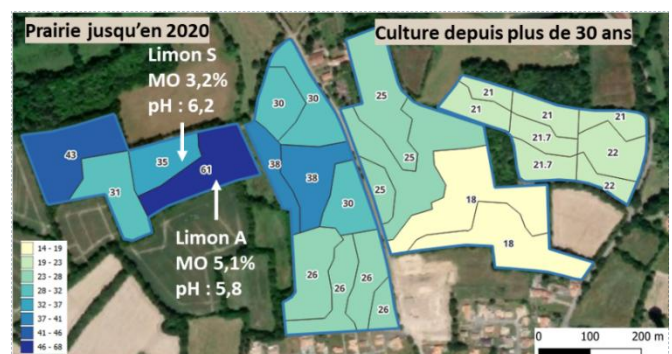 Prairie jusqu'en 2020
Culture depuis plus de 30 ans
Limon S
MO 3,2%
pH : 6,2
30
30
25
21
21
21
21
43
35
25
21.7
22
61
38
38
21.7
31
25
22
30
18
Limon A
MO 5,1%
pH : 5,8
18
26
26
26
26
14 - 19
19 - 23
23 - 28
28 - 32
32 - 37
37 - 41
41 - 46
46 - 68
0 100 200 m